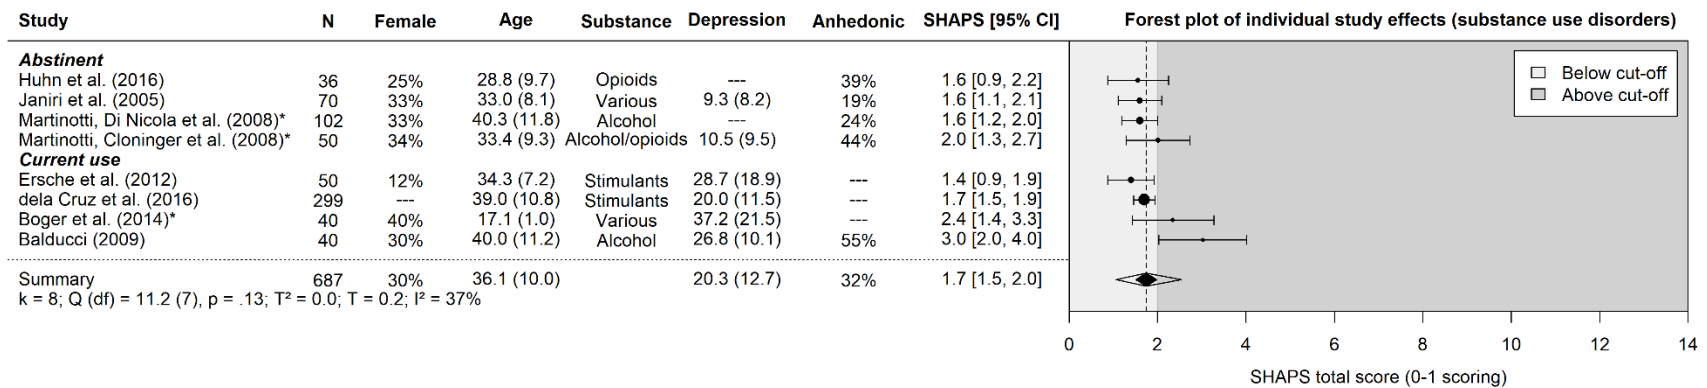 Study N Female Age Substance Depression Anhedonic SHAPS [95% CI] Forest plot of individual study effects (substance use disorders)
Abstinent
Huhn et al. (2016) 36 25% 28.8 (9.7) Opioids --- 39% 1.6 [0.9, 2.2]
Janiri et al. (2005) 70 33% 33.0 (8.1) Various 9.3 (8.2) 19% 1.6 [1.1, 2.1]
Martinotti, Di Nicola et al. (2008)* 102 33% 40.3 (11.8) Alcohol --- 24% 1.6 [1.2, 2.0]
Martinotti, Cloninger et al. (2008)* 50 34% 33.4 (9.3) Alcohol/opioids 10.5 (9.5) 44% 2.0 [1.3, 2.7]
Current use
Ersche et al. (2012) 50 12% 34.3 (7.2) Stimulants 28.7 (18.9) --- 1.4 [0.9, 1.9]
dela Cruz et al. (2016) 299 --- 39.0 (10.8) Stimulants 20.0 (11.5) --- 1.7 [1.5, 1.9]
Boger et al. (2014)* 40 40% 17.1 (1.0) Various 37.2 (21.5) --- 2.4 [1.4, 3.3]
Balducci (2009) 40 30% 40.0 (11.2) Alcohol 26.8 (10.1) 55% 3.0 [2.0, 4.0]
Summary 687 30% 36.1 (10.0) 20.3 (12.7) 32% 1.7 [1.5, 2.0]
k = 8; Q (df) = 11.2 (7), p = .13; T² = 0.0; T = 0.2; I² = 37%
Below cut-off
Above cut-off
0 2 4 6 8 10 12 14
SHAPS total score (0-1 scoring)